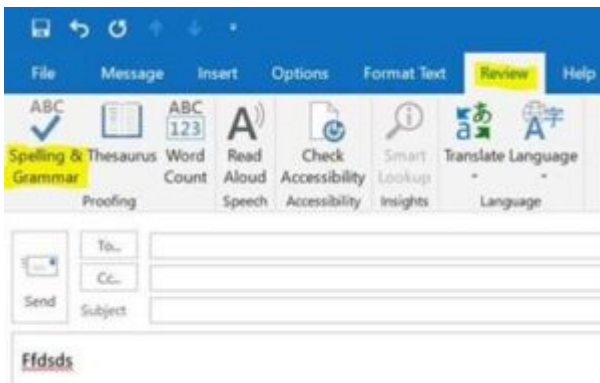 File Message Insert Options Format Text Review Help
ABC ABC
123
Spelling & Thesaurus Word Read Check Smart Translate Language
Grammar Count Aloud Accessibility Lookup
Proofing Speech Accessibility Insights Language
To...
Cc...
Send Subject
Ffdsds